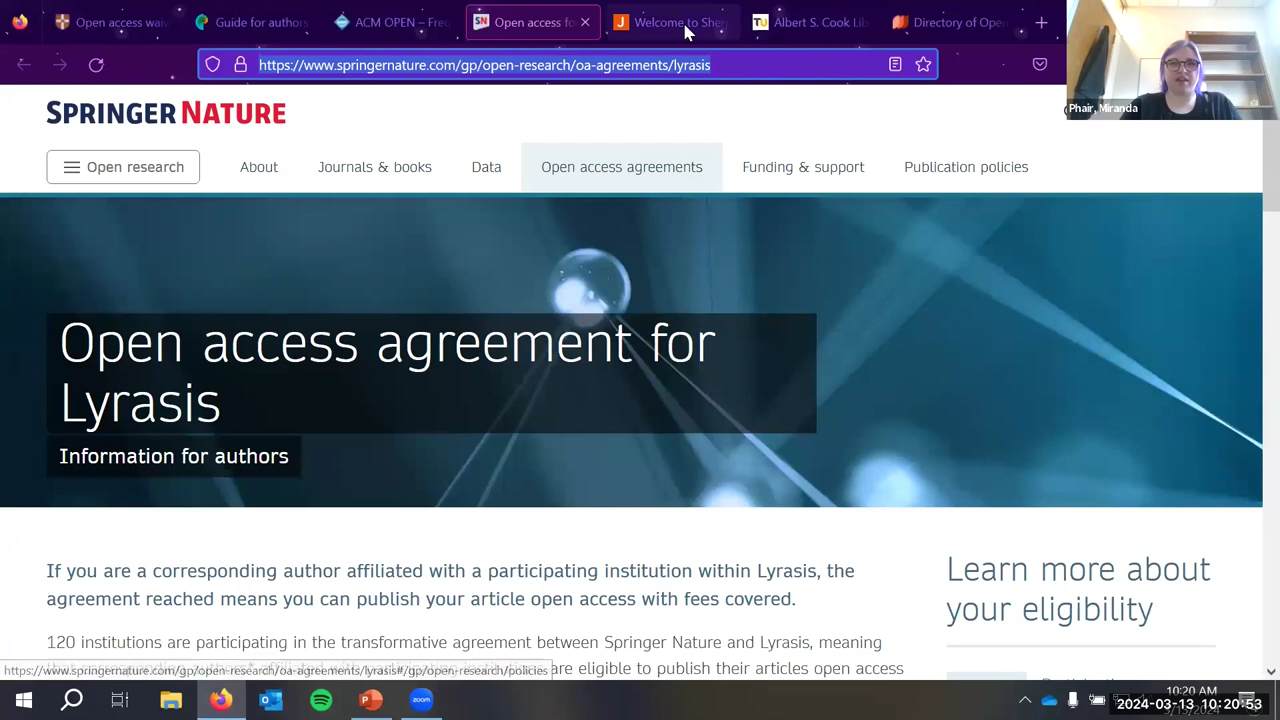 Open access wai
Guide for authors
ACM OPEN – Fre
Open access fo
Welcome to She
Albert S. Cook Lib
Directory of Open
https://www.springernature.com/gp/open-research/oa-agreements/lyrasis
Phair, Miranda
SPRINGER NATURE
Open research
About
Journals & books
Data
Open access agreements
Funding & support
Publication policies
Open access agreement for
Lyrasis
Information for authors
If you are a corresponding author affiliated with a participating institution within Lyrasis, the
agreement reached means you can publish your article open access with fees covered.
Learn more about
your eligibility
120 institutions are participating in the transformative agreement between Springer Nature and Lyrasis, meaning
are eligible to publish their articles open access
https://www.springernature.com/gp/open-research/oa-agreements/lyrasis#/gp/open-research/policies
zoom
10:20 AM
2024-03-13 10:20:53